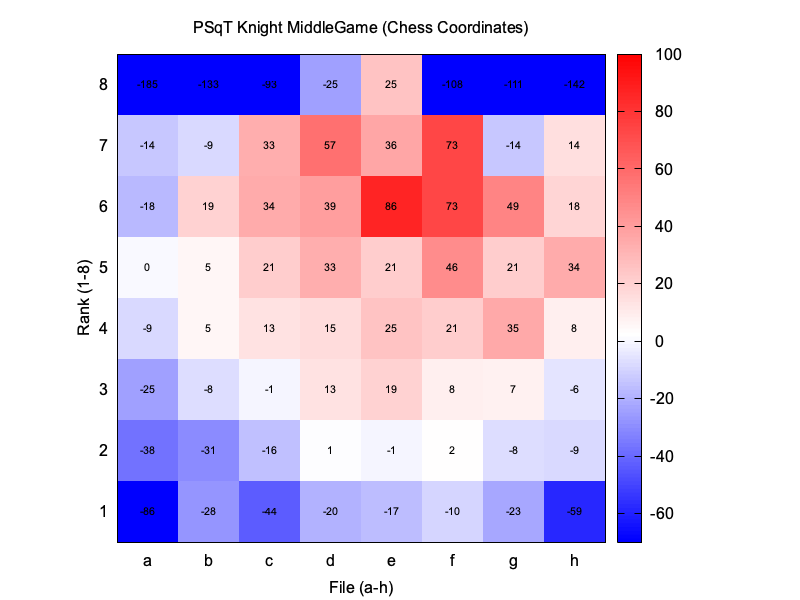 PSqT Knight MiddleGame (Chess Coordinates)
8 -25 25 100
7 -14 -9 33 57 36 73 -14 14 80
6 -18 19 34 39 86 73 49 18 60
5 0 5 21 33 21 46 21 34 40
4 -9 5 13 15 25 21 35 8 20
3 -25 -8 -1 13 19 8 7 -6 0
2 -38 -31 -16 1 -1 2 -8 -9 -20
1 -28 -44 -20 -17 -10 -23 -59 -40
-60
a b c d e f g h
Rank (1-8)
File (a-h)